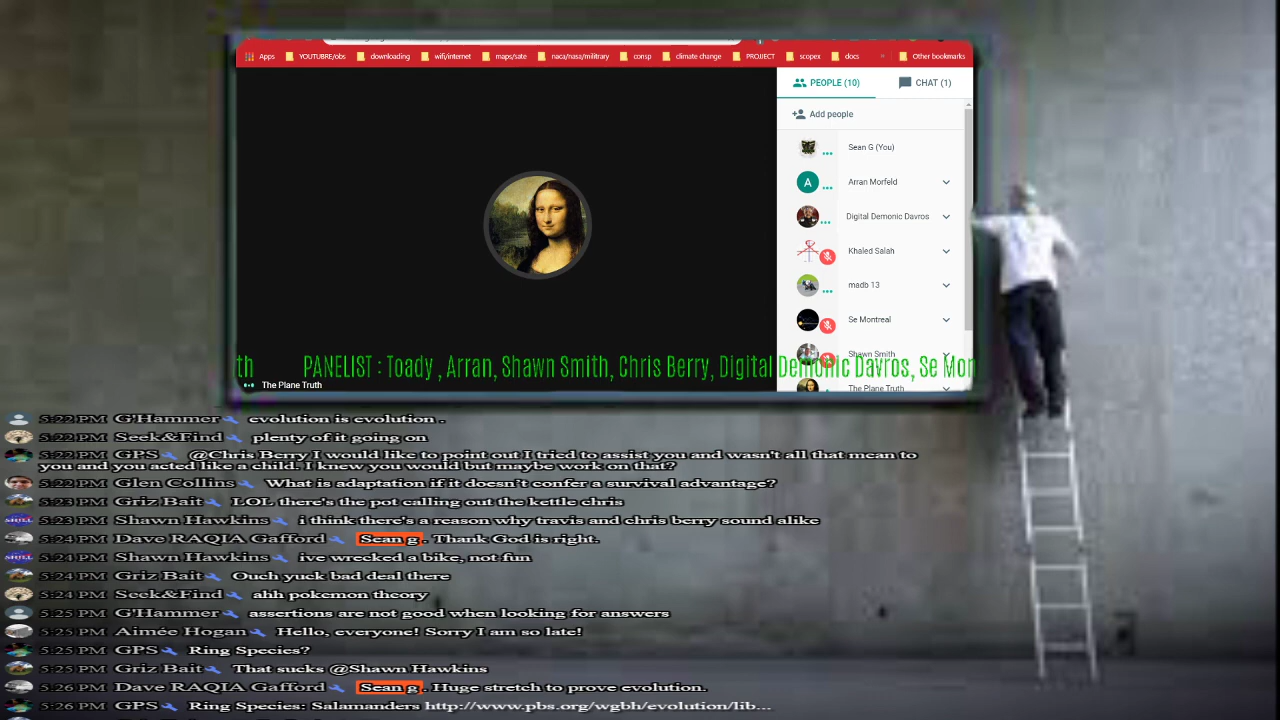 Apps YOUTUBRE/obs downloading wifi/internet maps/sate naca/nasa/militrary consp climate change PROJECT scopex docs Other bookmarks
PEOPLE (10) CHAT (1)
Add people
Sean G (You)
A Arran Morfeld
Digital Demonic Davros
Khaled Salah
madb 13
Se Montreal
Shawn Smith
th PANELIST : Toady , Arran, Shawn Smith, Chris Berry, Digital Demonic Davros, Se Mon
The Plane Truth The Plane Truth
5:22 PM G'Hammer evolution is evolution .
5:22 PM Seek&Find plenty of it going on
5:22 PM GPS @Chris Berry I would like to point out I tried to assist you and wasn't all that mean to
you and you acted like a child. I knew you would but maybe work on that?
5:22 PM Glen Collins What is adaptation if it doesn't confer a survival advantage?
5:23 PM Griz Bait LOL there's the pot calling out the kettle chris
5:23 PM Shawn Hawkins i think there's a reason why travis and chris berry sound alike
5:24 PM Dave RAQIA Gafford Sean g . Thank God is right.
5:24 PM Shawn Hawkins ive wrecked a bike, not fun
5:24 PM Griz Bait Ouch yuck bad deal there
5:24 PM Seek&Find ahh pokemon theory
5:25 PM G'Hammer assertions are not good when looking for answers
5:25 PM Aimée Hogan Hello, everyone! Sorry I am so late!
5:25 PM GPS Ring Species?
5:25 PM Griz Bait That sucks @Shawn Hawkins
5:26 PM Dave RAQIA Gafford Sean g . Huge stretch to prove evolution.
5:26 PM GPS Ring Species: Salamanders http://www.pbs.org/wgbh/evolution/lib...